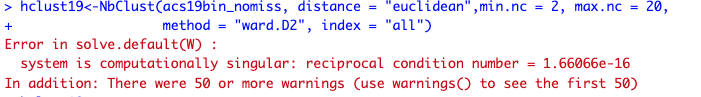 > hclust19<-NbClust(acs19bin_nomiss, distance = "euclidean",min.nc = 2, max.nc = 20,
+                   method = "ward.D2", index = "all")
Error in solve.default(W) :
  system is computationally singular: reciprocal condition number = 1.66066e-16
In addition: There were 50 or more warnings (use warnings() to see the first 50)